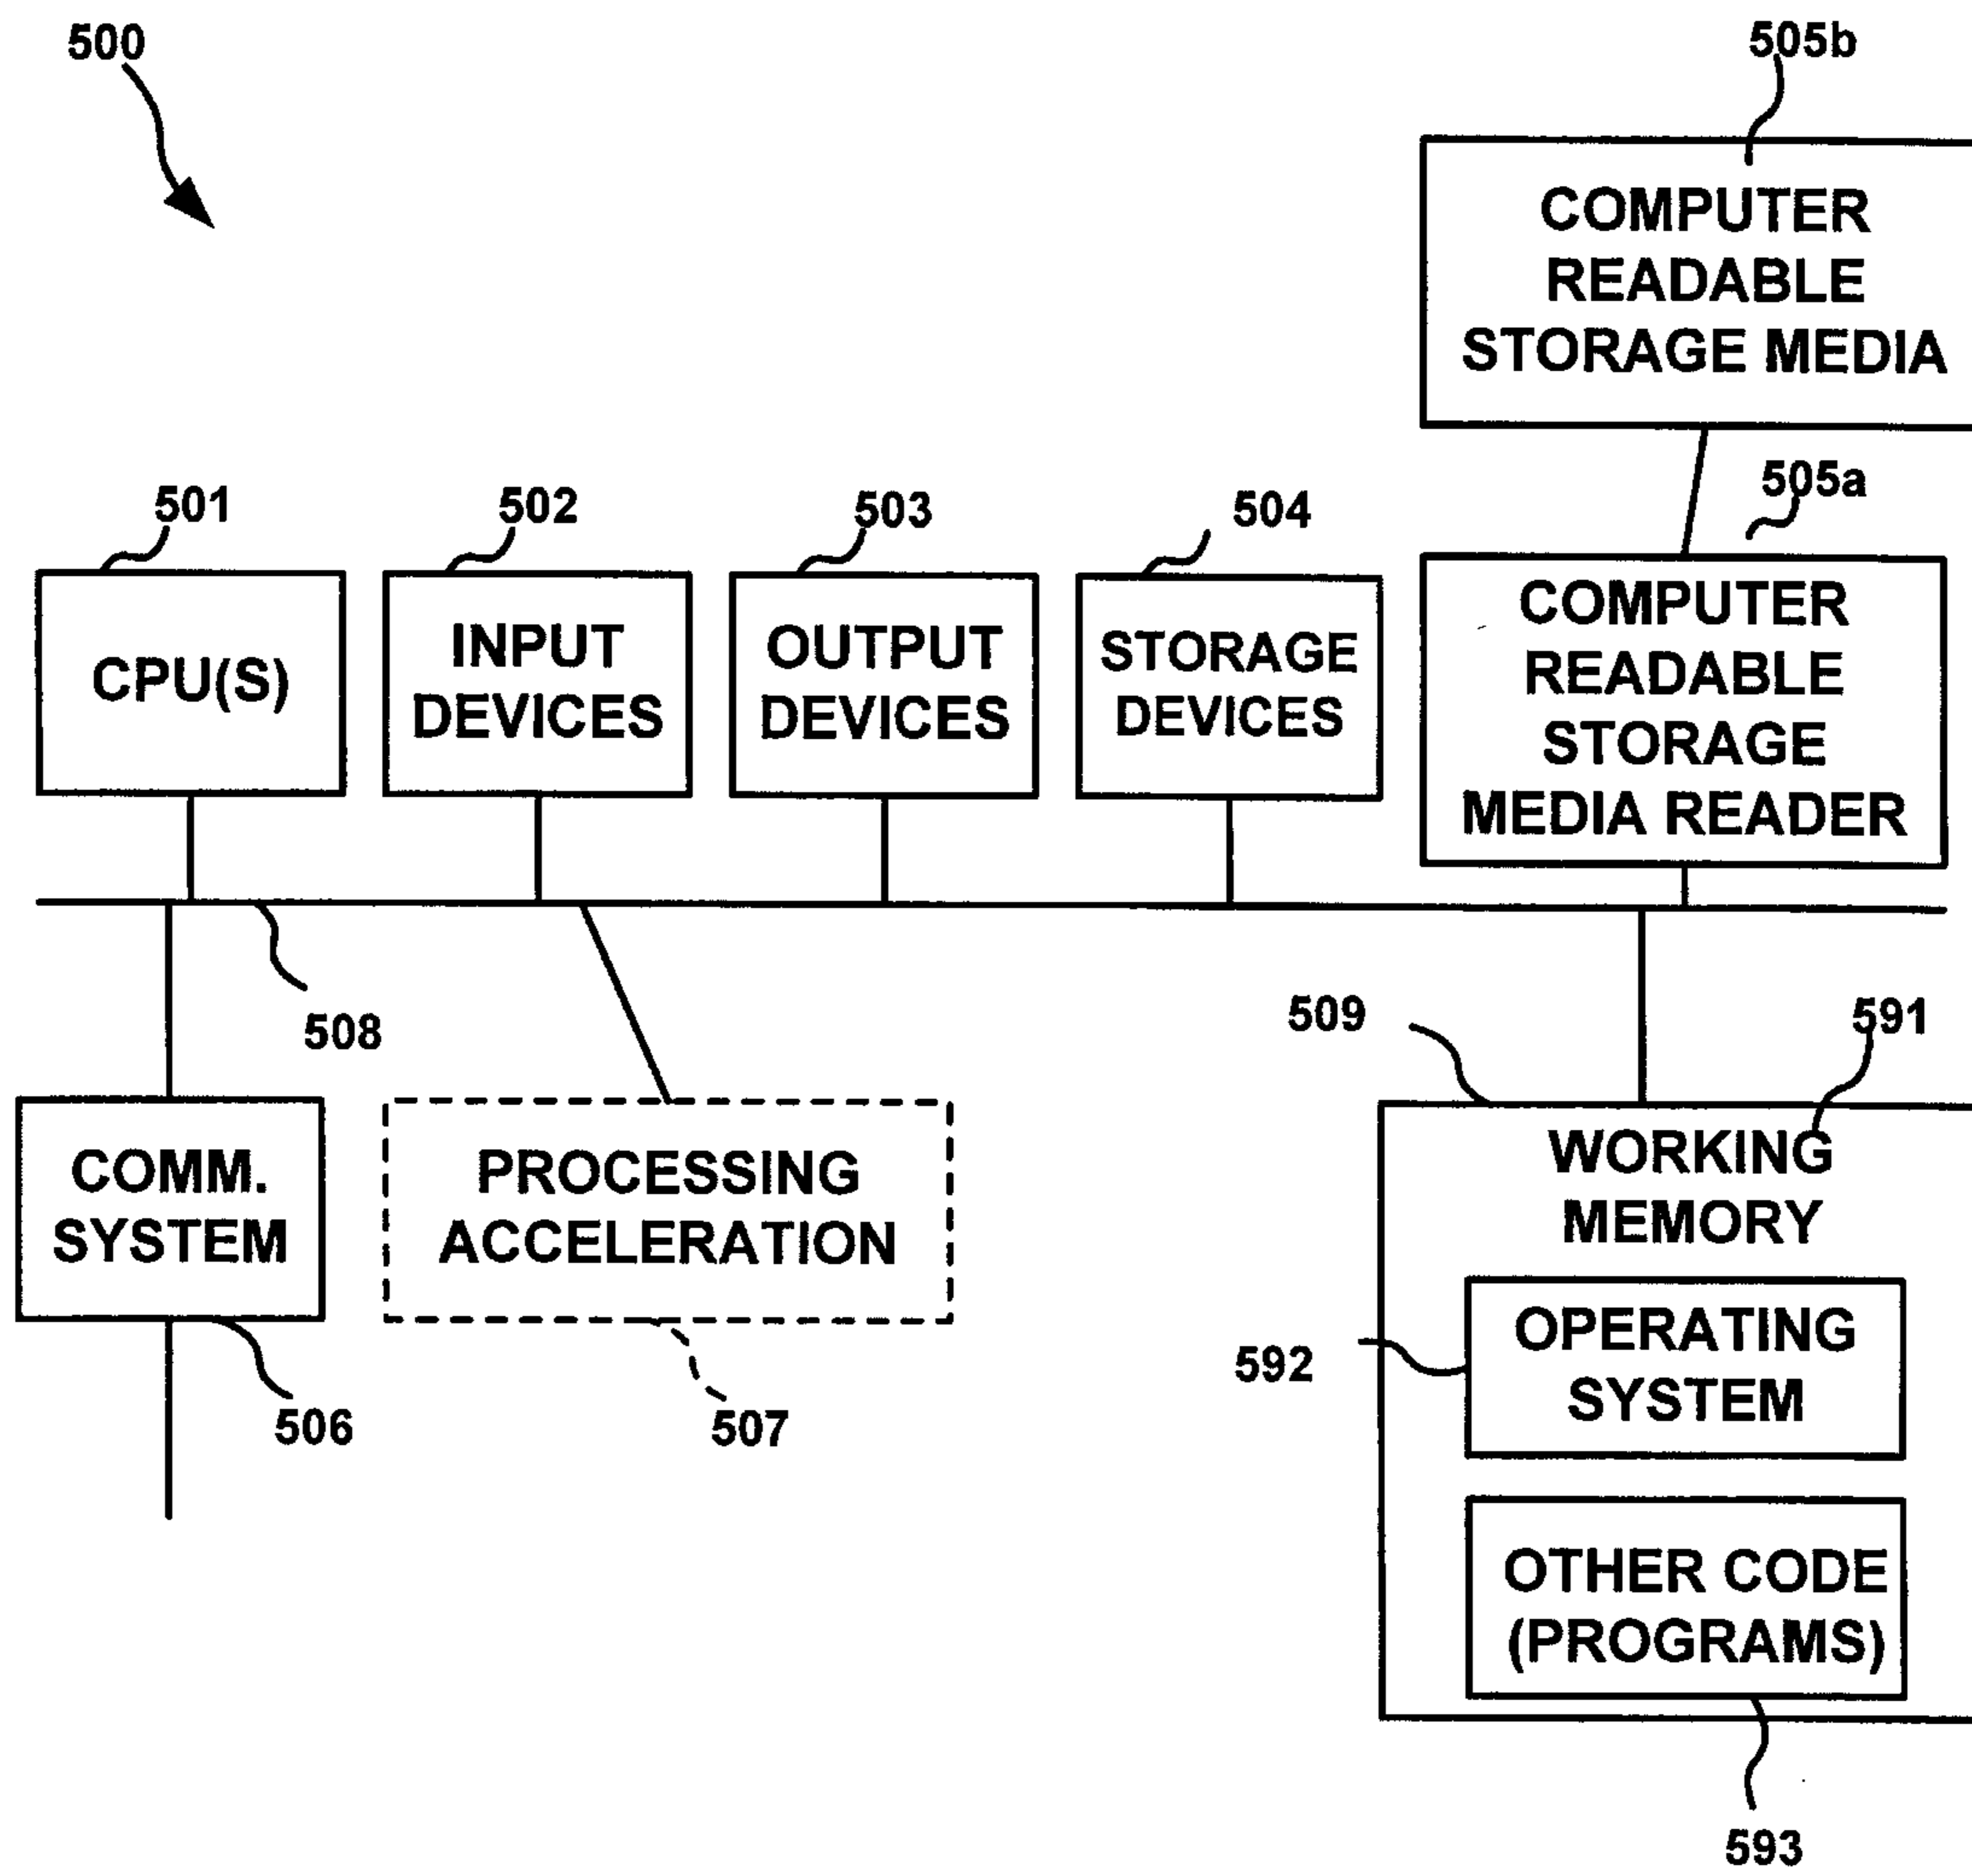 500
505b
COMPUTER
READABLE
STORAGE MEDIA
505a
501
502
503
504
CPU(S)
INPUT
DEVICES
OUTPUT
DEVICES
STORAGE
DEVICES
COMPUTER
READABLE
STORAGE
MEDIA READER
508
509
591
COMM.
SYSTEM
PROCESSING
ACCELERATION
WORKING
MEMORY
506
507
592
OPERATING
SYSTEM
OTHER CODE
(PROGRAMS)
593